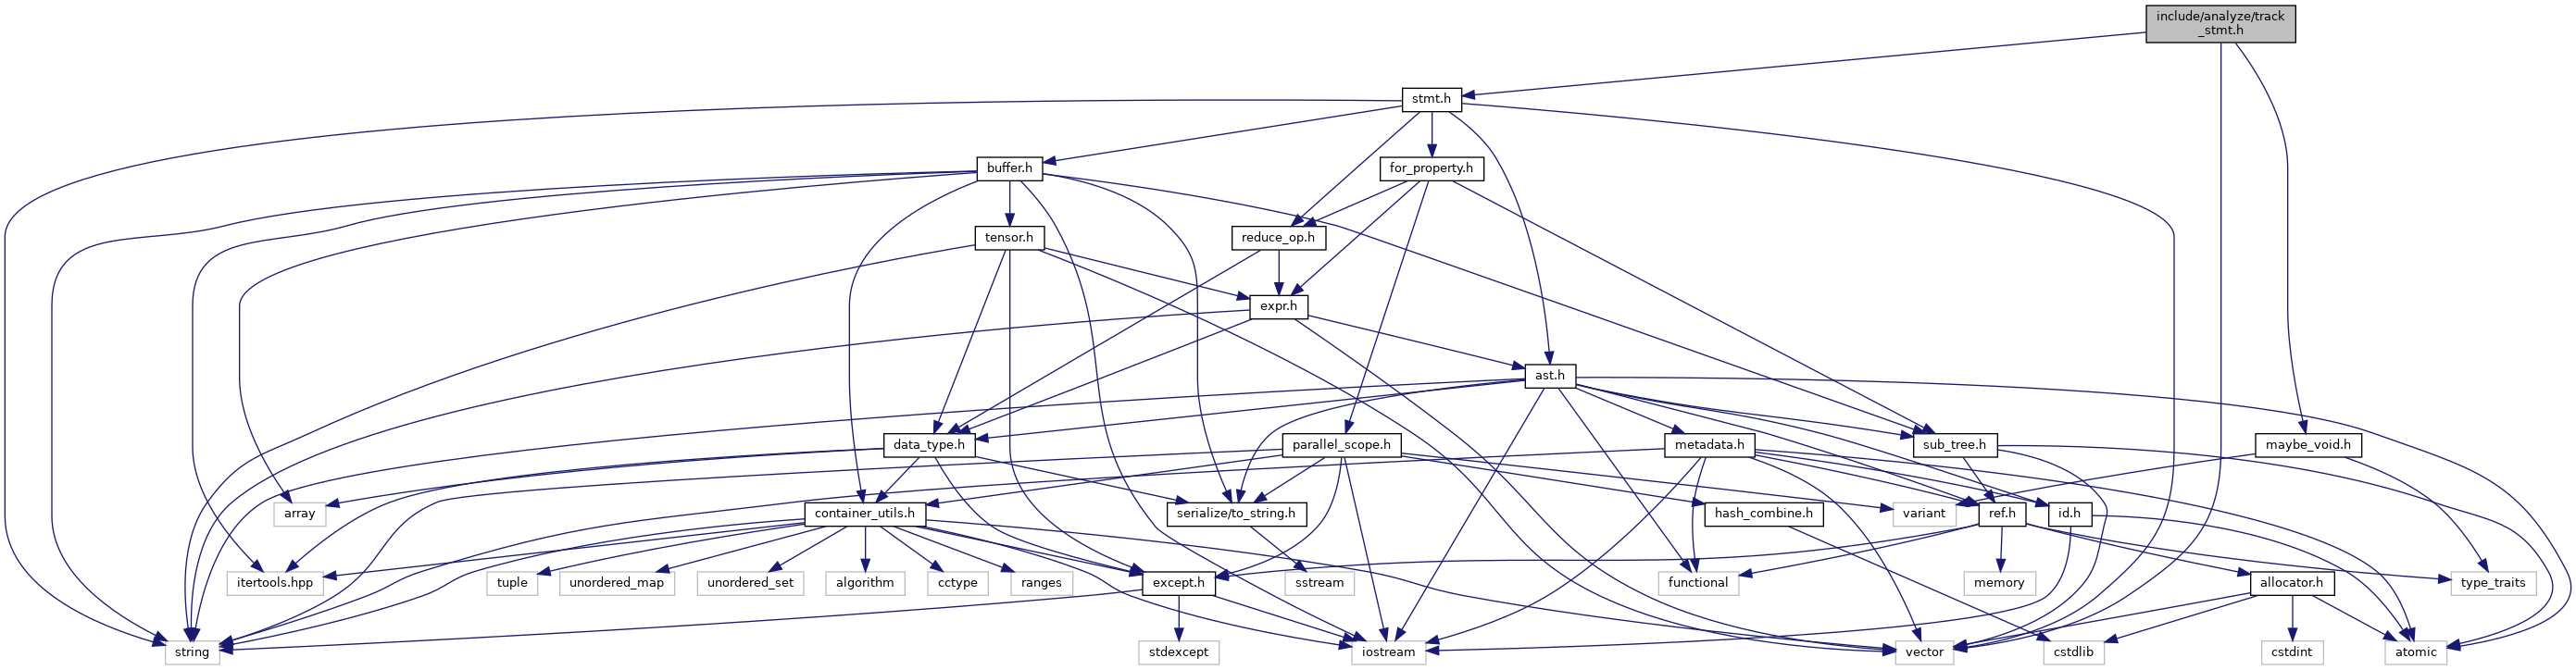 include/analyze/track
_stmt.h
stmt.h
buffer.h
for_property.h
tensor.h
reduce_op.h
expr.h
ast.h
data_type.h
parallel_scope.h
metadata.h
sub_tree.h
maybe_void.h
array
container_utils.h
serialize/to_string.h
hash_combine.h
variant
ref.h
id.h
itertools.hpp
tuple
unordered_map
unordered_set
algorithm
cctype
ranges
except.h
sstream
functional
memory
allocator.h
type_traits
string
stdexcept
iostream
vector
cstdlib
cstdint
atomic